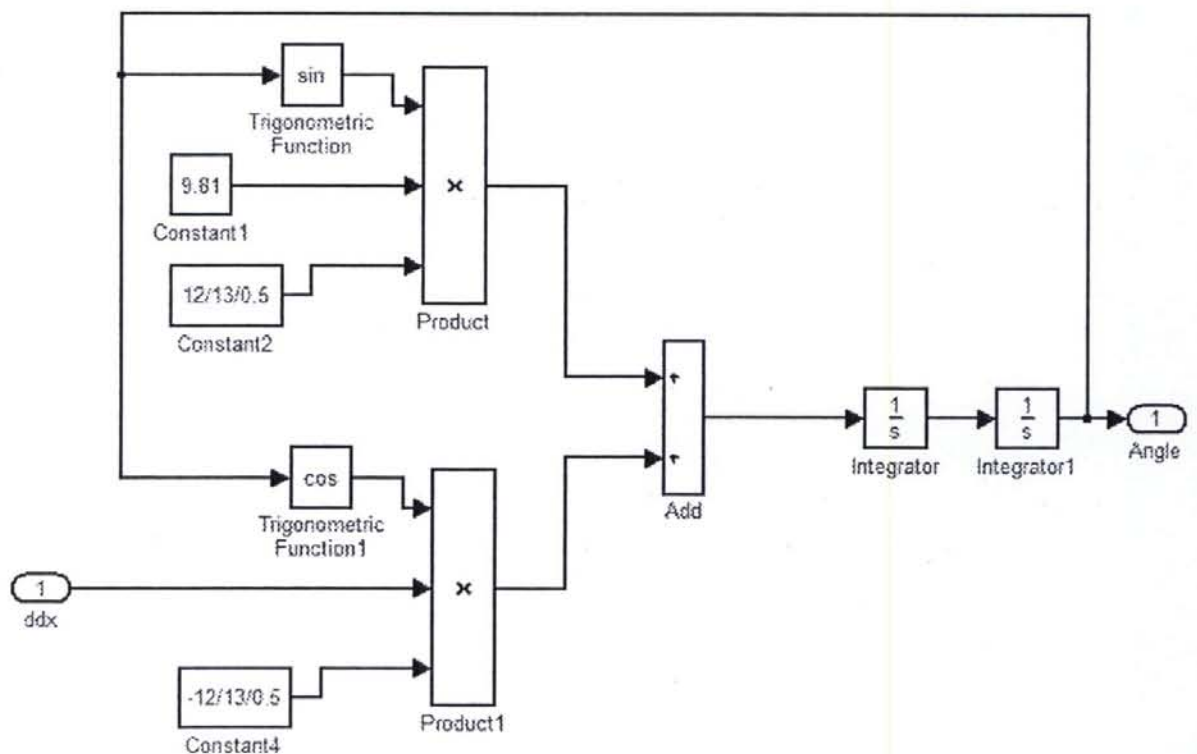 sin
Trigonometric
Function
9.81
Constant1
12/13/0.5
Constant2
×
Product
cos
Trigonometric
Function1
1
ddx
-12/13/0.5
Constant4
×
Product1
+
+
Add
1
s
Integrator
1
s
Integrator1
1
Angle